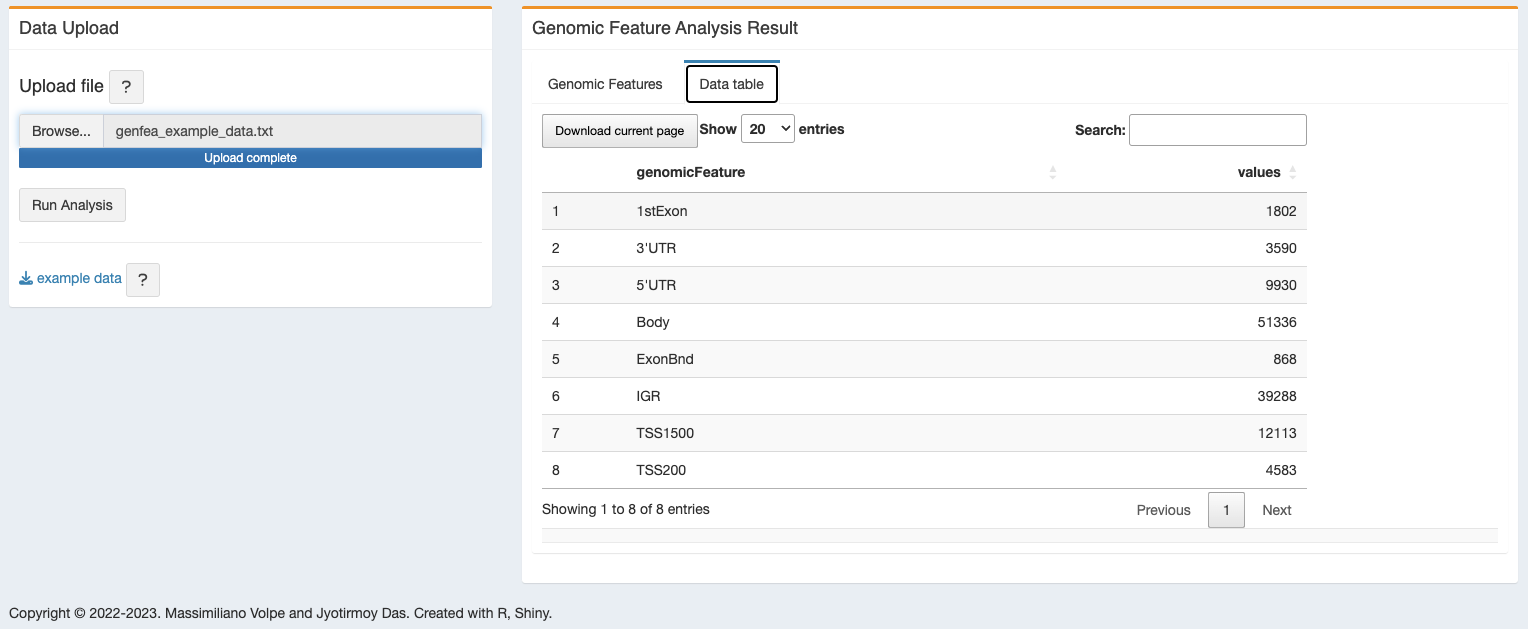 Data Upload
Upload file ?
Browse... genfea_example_data.txt
Upload complete
Run Analysis
example data ?
Genomic Feature Analysis Result
Genomic Features Data table
Download current page Show 20 entries Search:
genomicFeature values
1 1stExon 1802
2 3'UTR 3590
3 5'UTR 9930
4 Body 51336
5 ExonBnd 868
6 IGR 39288
7 TSS1500 12113
8 TSS200 4583
Showing 1 to 8 of 8 entries Previous 1 Next
Copyright © 2022-2023. Massimiliano Volpe and Jyotirmoy Das. Created with R, Shiny.